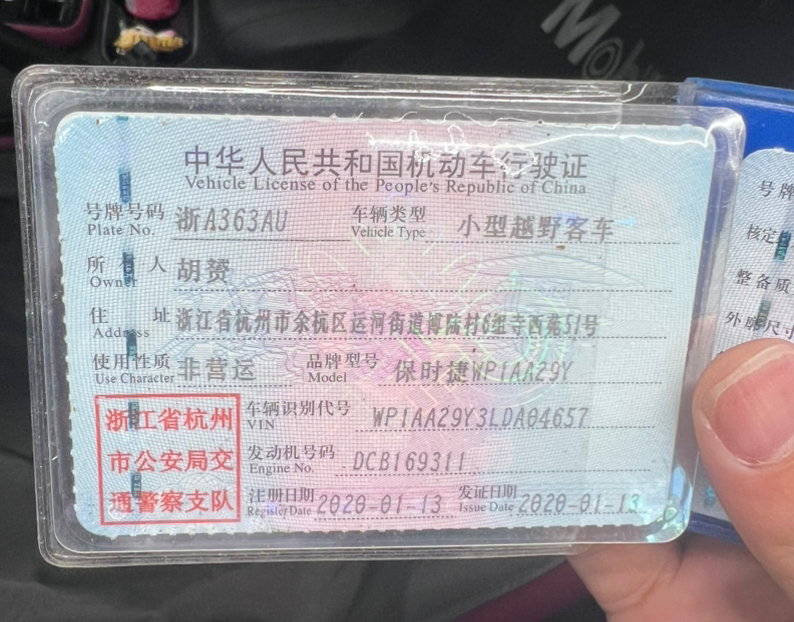 Mobil
中华人民共和国机动车行驶证
Vehicle License of the People's Republic of China
号牌号码 浙A363AU 车辆类型 小型越野客车
Plate No. Vehicle Type
所有人 胡赟
Owner
住址 浙江省杭州市余杭区运河街道博陆村6组寺西苑51号
Address
使用性质 非营运 品牌型号 保时捷WP1AA29Y
Use Character Model
浙江省杭州
市公安局交
通警察支队
车辆识别代号 WP1AA29Y3LDA04657
VIN
发动机号码 DCB169311
Engine No.
注册日期 2020-01-13 发证日期 2020-01-13
Register Date Issue Date
号牌
核定
整备质
外廓尺寸